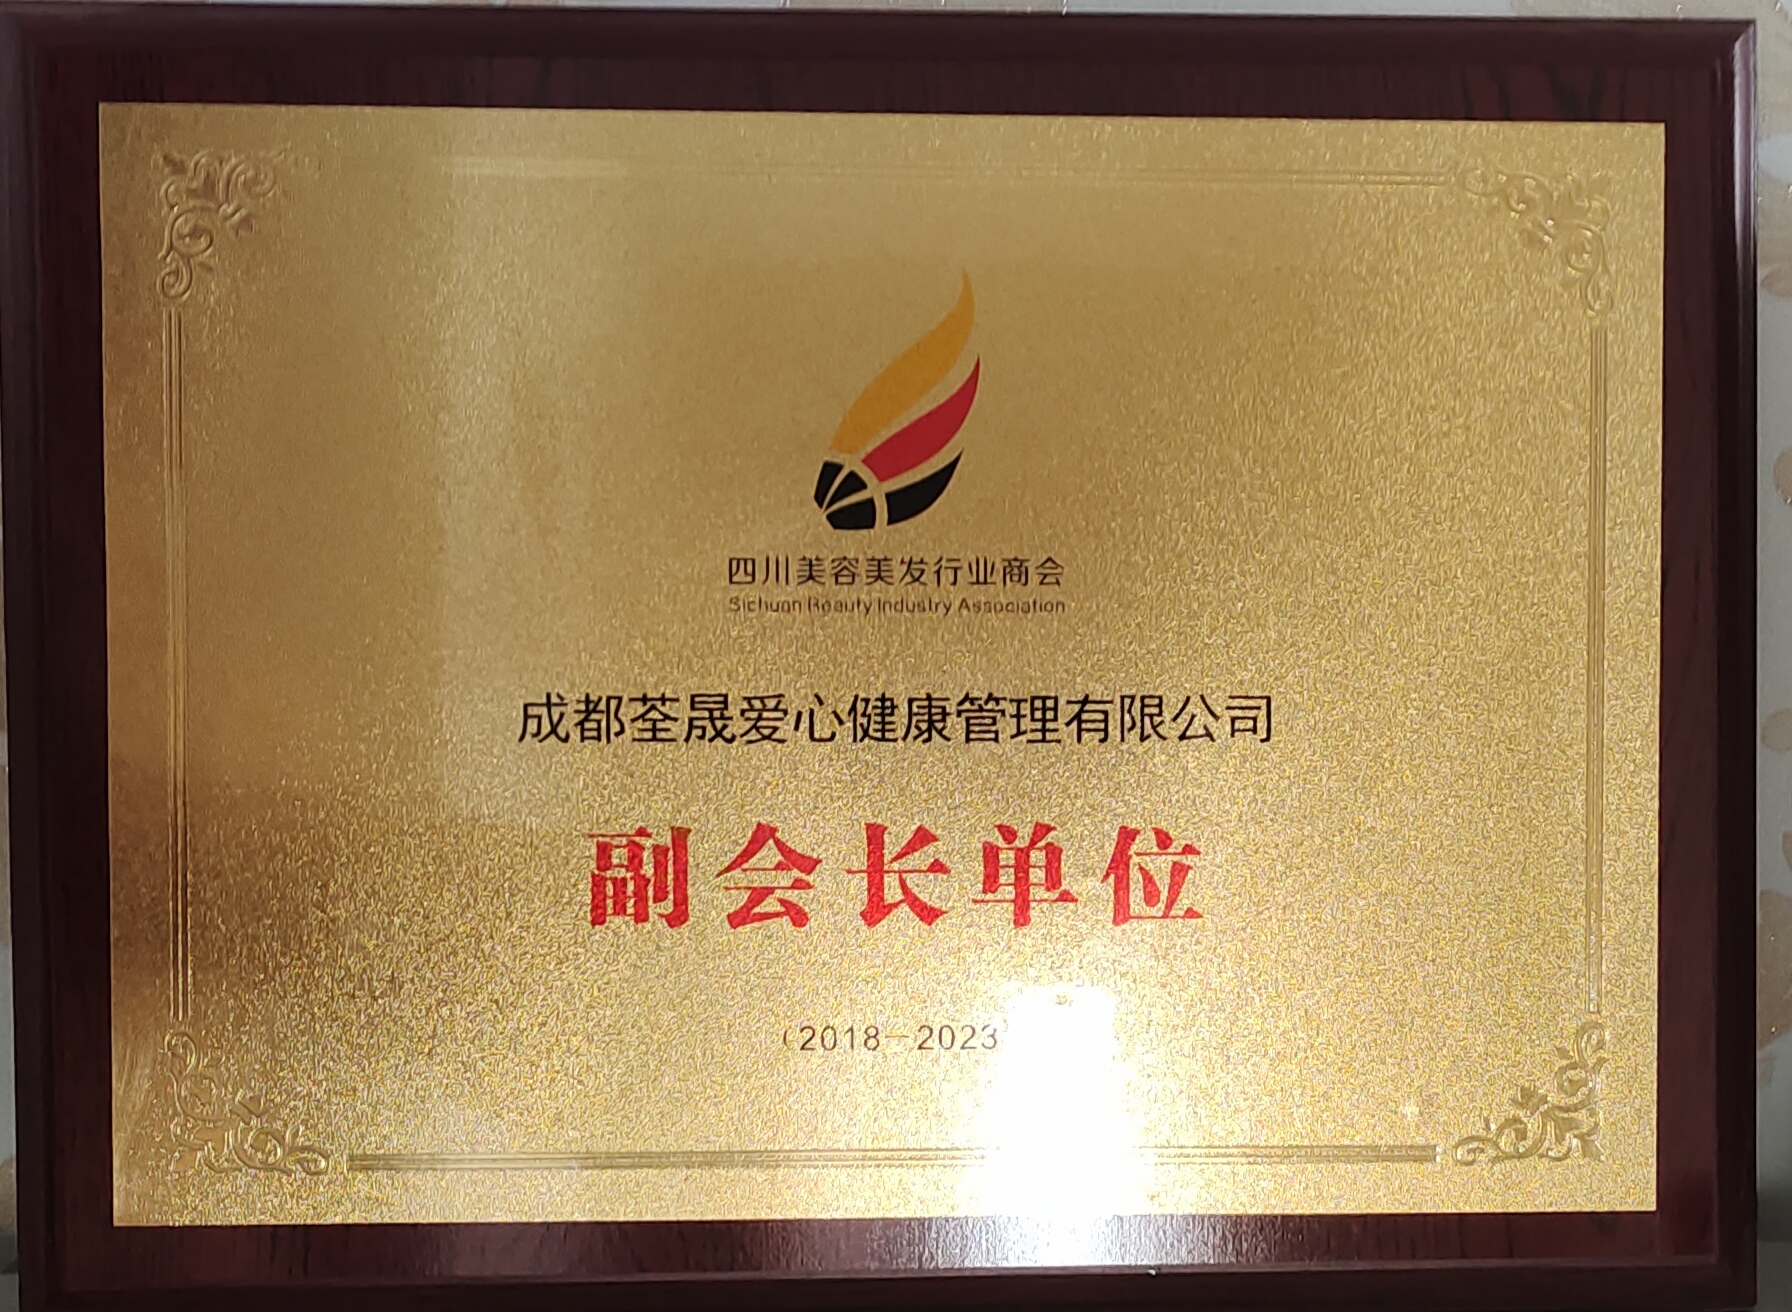 四川美容美发行业商会
Sichuan Beauty Industry Association
成都荃晟爱心健康管理有限公司
副会长单位
（2018—2023